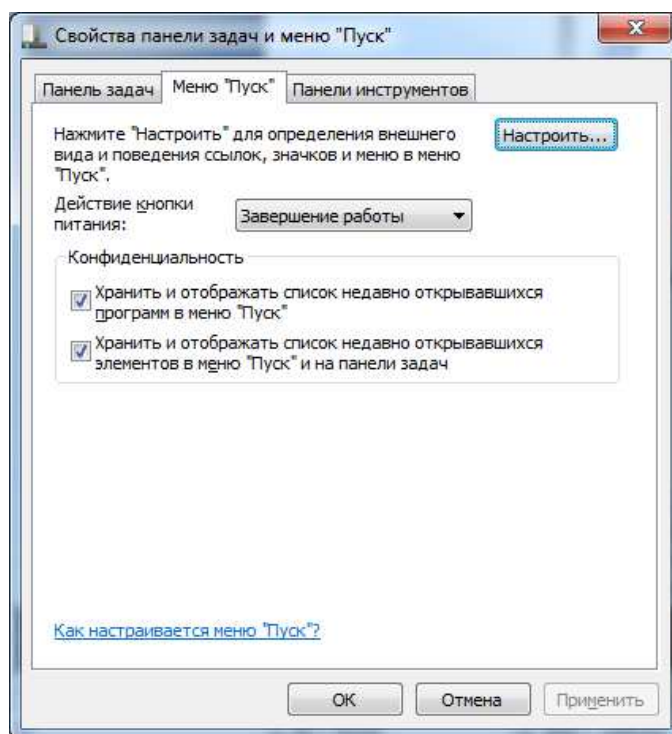 Свойства панели задач и меню "Пуск"
Панель задач
Меню "Пуск"
Панели инструментов
Нажмите "Настроить" для определения внешнего
вида и поведения ссылок, значков и меню в меню
"Пуск".
Настроить...
Действие кнопки
питания:
Завершение работы
Конфиденциальность
Хранить и отображать список недавно открывавшихся
программ в меню "Пуск"
Хранить и отображать список недавно открывавшихся
элементов в меню "Пуск" и на панели задач
Как настраивается меню "Пуск"?
ОК
Отмена
Применить